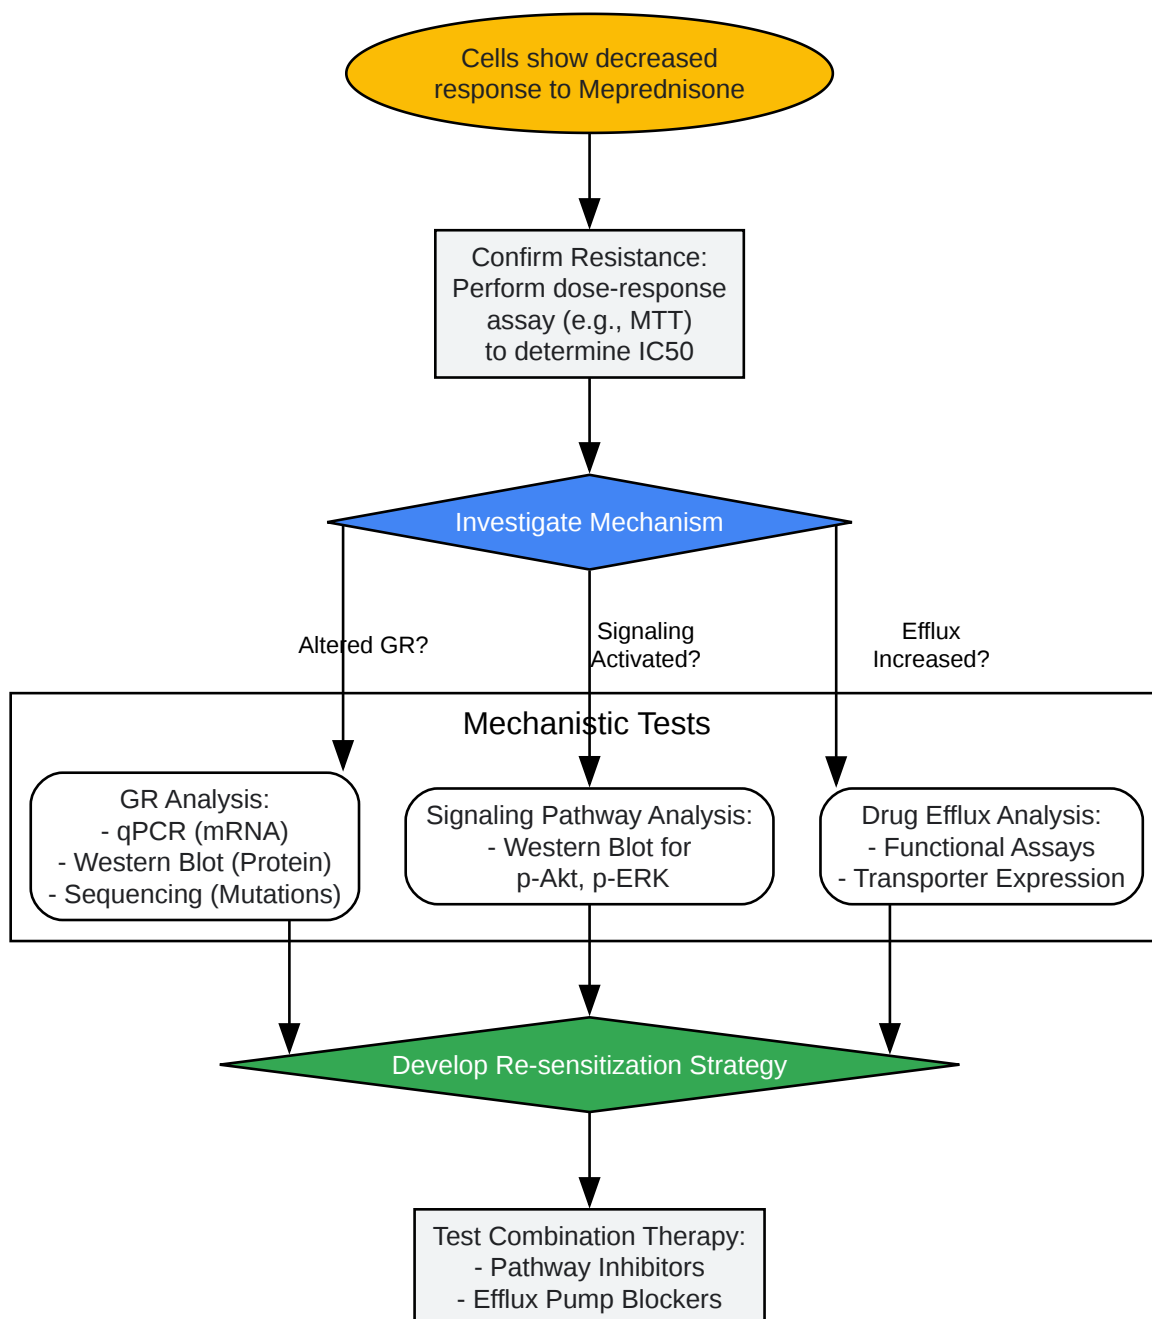 Cells show decreased
response to Meprednisone
Confirm Resistance:
Perform dose-response
assay (e.g., MTT)
to determine IC50
Investigate Mechanism
Altered GR?
Signaling
Activated?
Efflux
Increased?
Mechanistic Tests
GR Analysis:
- qPCR (mRNA)
- Western Blot (Protein)
- Sequencing (Mutations)
Signaling Pathway Analysis:
- Western Blot for
p-Akt, p-ERK
Drug Efflux Analysis:
- Functional Assays
- Transporter Expression
Develop Re-sensitization Strategy
Test Combination Therapy:
- Pathway Inhibitors
- Efflux Pump Blockers